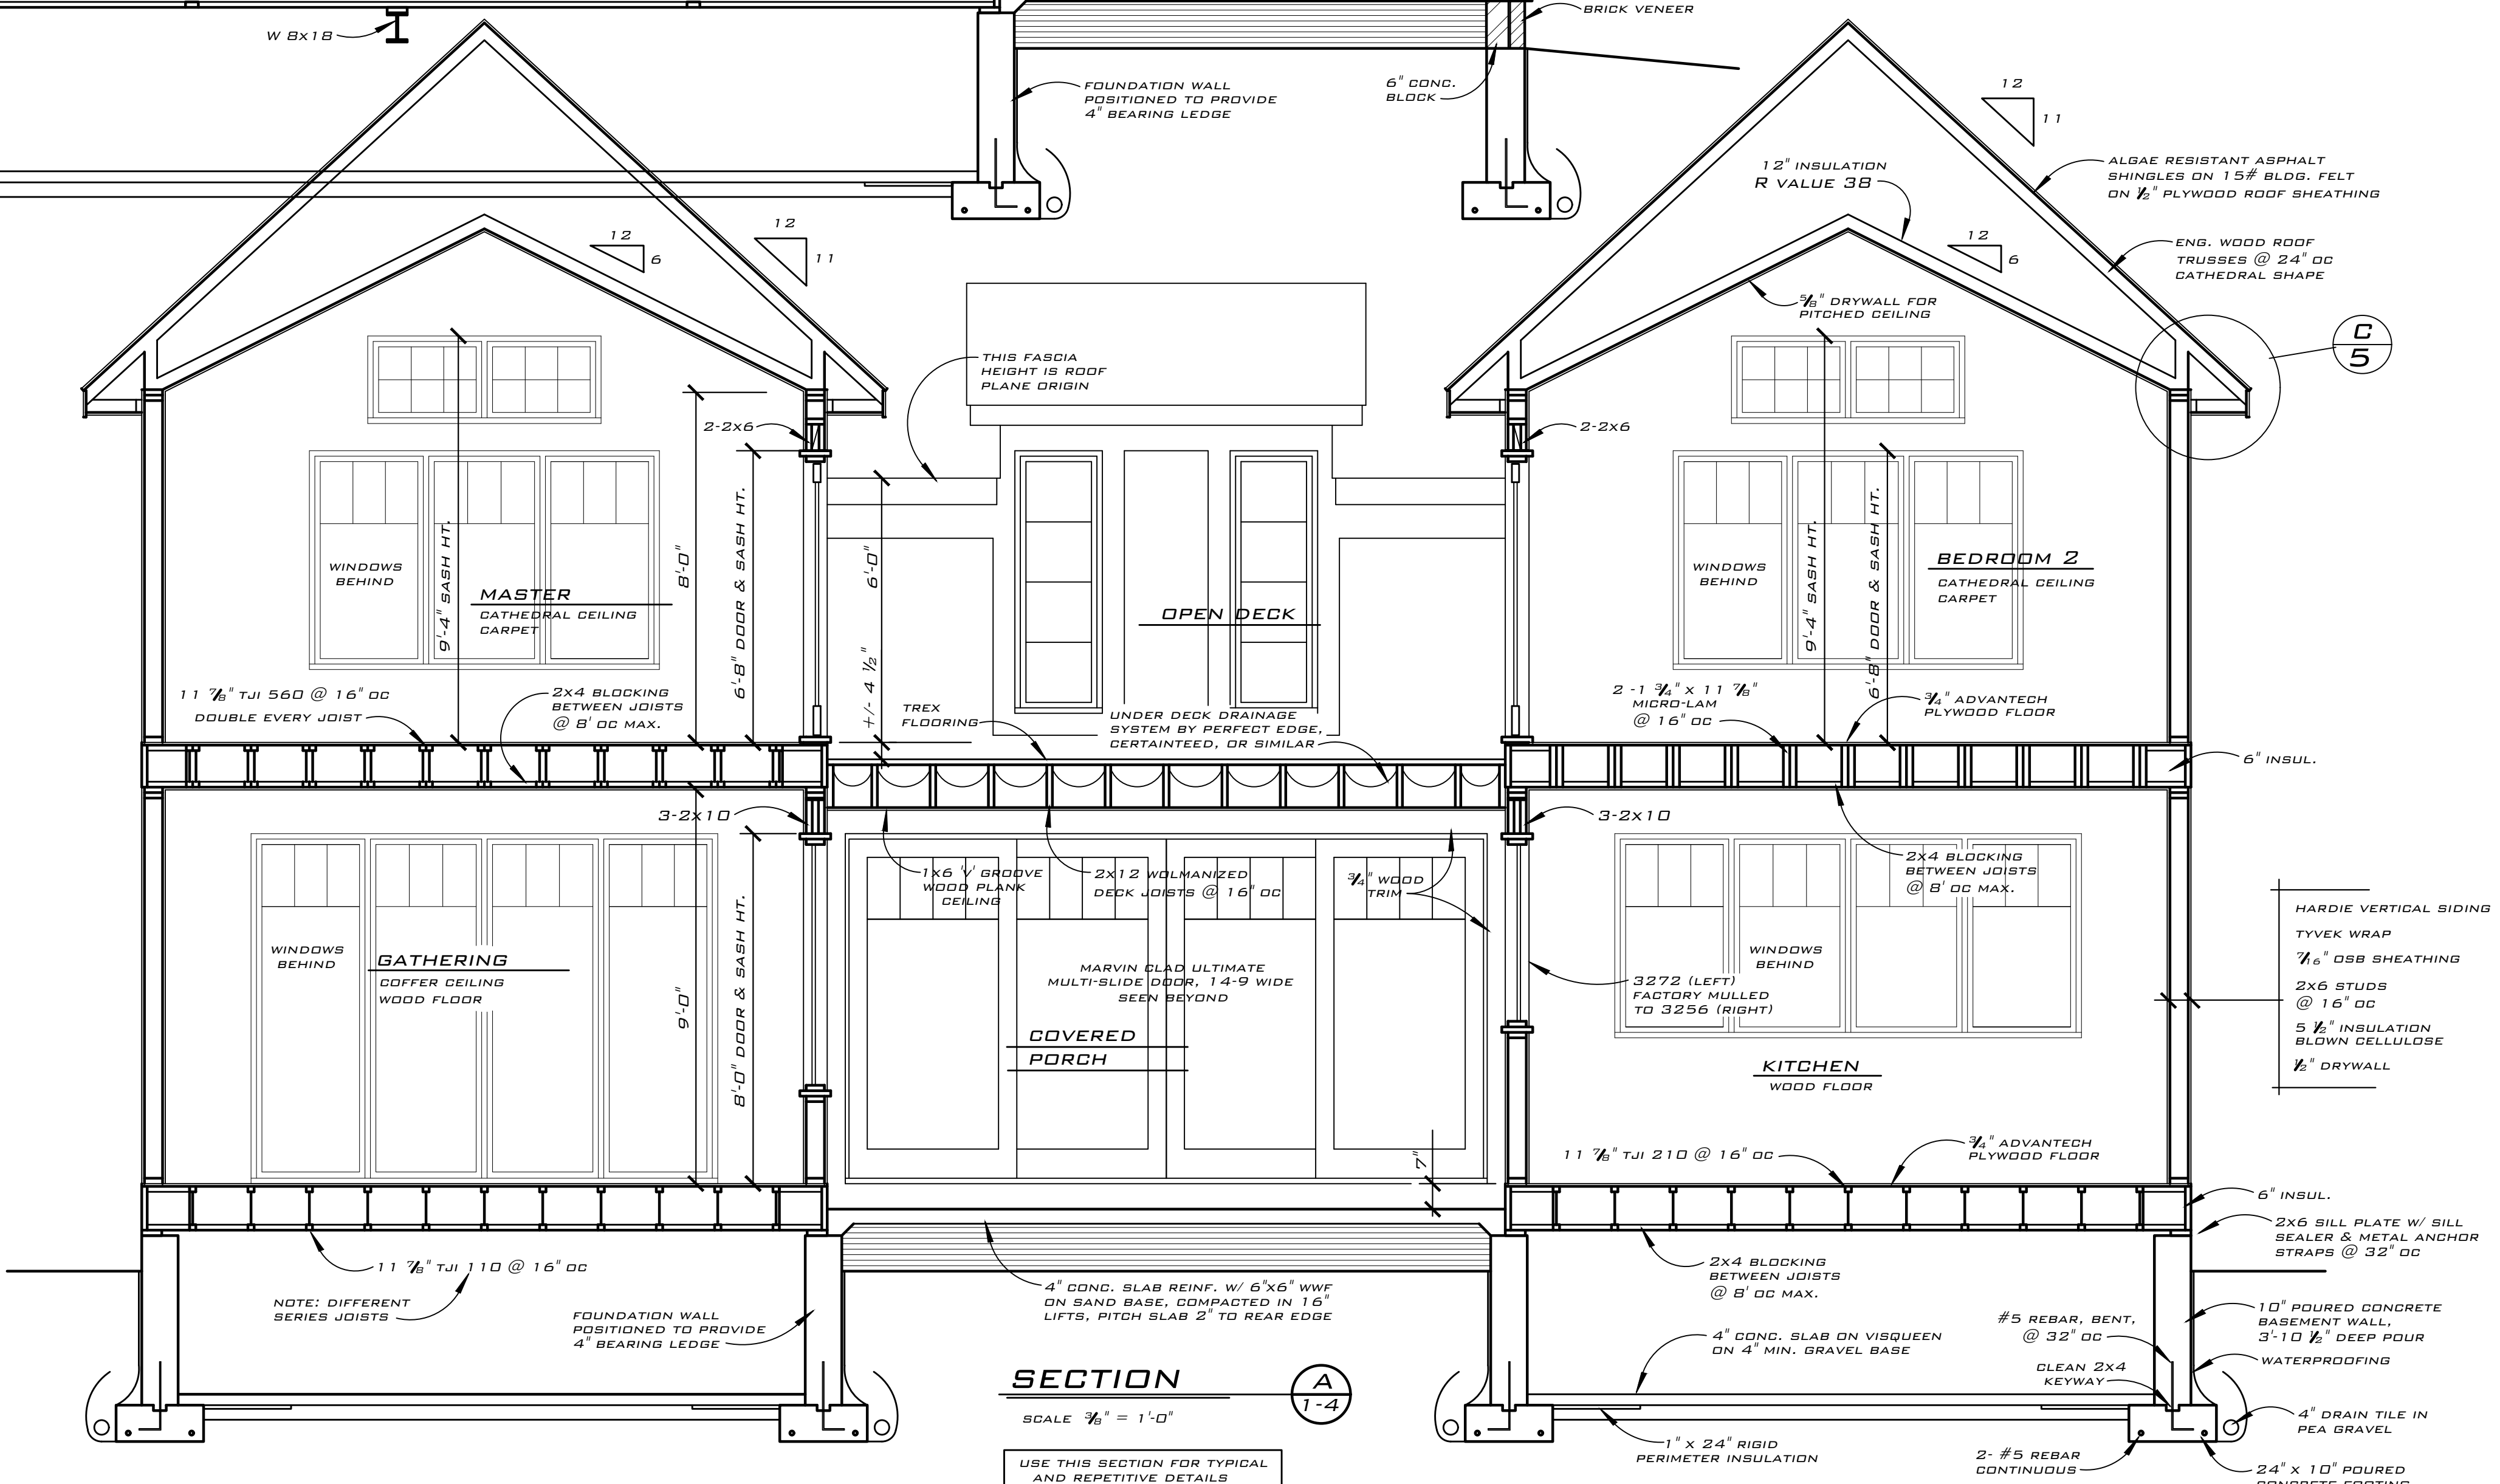 W 8x18
BRICK VENEER
FOUNDATION WALL
POSITIONED TO PROVIDE
4" BEARING LEDGE
6" CONC.
BLOCK
12
11
12" INSULATION
R VALUE 38
ALGAE RESISTANT ASPHALT
SHINGLES ON 15# BLDG. FELT
ON ½" PLYWOOD ROOF SHEATHING
12
6
12
11
12
6
ENG. WOOD ROOF
TRUSSES @ 24" OC
CATHEDRAL SHAPE
⅝" DRYWALL FOR
PITCHED CEILING
C
5
THIS FASCIA
HEIGHT IS ROOF
PLANE ORIGIN
2-2x6
2-2x6
9'-4" SASH HT.
8'-0"
6'-8" DOOR & SASH HT.
6'-0"
+/- 4 ½"
9'-4" SASH HT.
6'-8" DOOR & SASH HT.
WINDOWS
BEHIND
MASTER
CATHEDRAL CEILING
CARPET
OPEN DECK
WINDOWS
BEHIND
BEDROOM 2
CATHEDRAL CEILING
CARPET
11 ⅞" TJI 560 @ 16" OC
DOUBLE EVERY JOIST
2x4 BLOCKING
BETWEEN JOISTS
@ 8' OC MAX.
TREX
FLOORING
UNDER DECK DRAINAGE
SYSTEM BY PERFECT EDGE,
CERTAINTEED, OR SIMILAR
2 -1 ¾" x 11 ⅞"
MICRO-LAM
@ 16" OC
¾" ADVANTECH
PLYWOOD FLOOR
6" INSUL.
3-2x10
3-2x10
1x6 'V' GROOVE
WOOD PLANK
CEILING
2x12 WOLMANIZED
DECK JOISTS @ 16" OC
¾" WOOD
TRIM
2x4 BLOCKING
BETWEEN JOISTS
@ 8' OC MAX.
HARDIE VERTICAL SIDING
TYVEK WRAP
7/16" OSB SHEATHING
2x6 STUDS
@ 16" OC
5 ½" INSULATION
BLOWN CELLULOSE
½" DRYWALL
WINDOWS
BEHIND
GATHERING
COFFER CEILING
WOOD FLOOR
9'-0"
8'-0" DOOR & SASH HT.
MARVIN CLAD ULTIMATE
MULTI-SLIDE DOOR, 14-9 WIDE
SEEN BEYOND
COVERED
PORCH
WINDOWS
BEHIND
3272 (LEFT)
FACTORY MULLED
TO 3256 (RIGHT)
KITCHEN
WOOD FLOOR
7"
11 ⅞" TJI 210 @ 16" OC
¾" ADVANTECH
PLYWOOD FLOOR
6" INSUL.
2x6 SILL PLATE W/ SILL
SEALER & METAL ANCHOR
STRAPS @ 32" OC
11 ⅞" TJI 110 @ 16" OC
NOTE: DIFFERENT
SERIES JOISTS
FOUNDATION WALL
POSITIONED TO PROVIDE
4" BEARING LEDGE
4" CONC. SLAB REINF. W/ 6"x6" WWF
ON SAND BASE, COMPACTED IN 16"
LIFTS, PITCH SLAB 2" TO REAR EDGE
2x4 BLOCKING
BETWEEN JOISTS
@ 8' OC MAX.
4" CONC. SLAB ON VISQUEEN
ON 4" MIN. GRAVEL BASE
#5 REBAR, BENT,
@ 32" OC
CLEAN 2x4
KEYWAY
10" POURED CONCRETE
BASEMENT WALL,
3'-10 ½" DEEP POUR
WATERPROOFING
4" DRAIN TILE IN
PEA GRAVEL
SECTION
A
1-4
SCALE ⅜" = 1'-0"
USE THIS SECTION FOR TYPICAL
AND REPETITIVE DETAILS
1" x 24" RIGID
PERIMETER INSULATION
2- #5 REBAR
CONTINUOUS
24" x 10" POURED
CONCRETE FOOTING